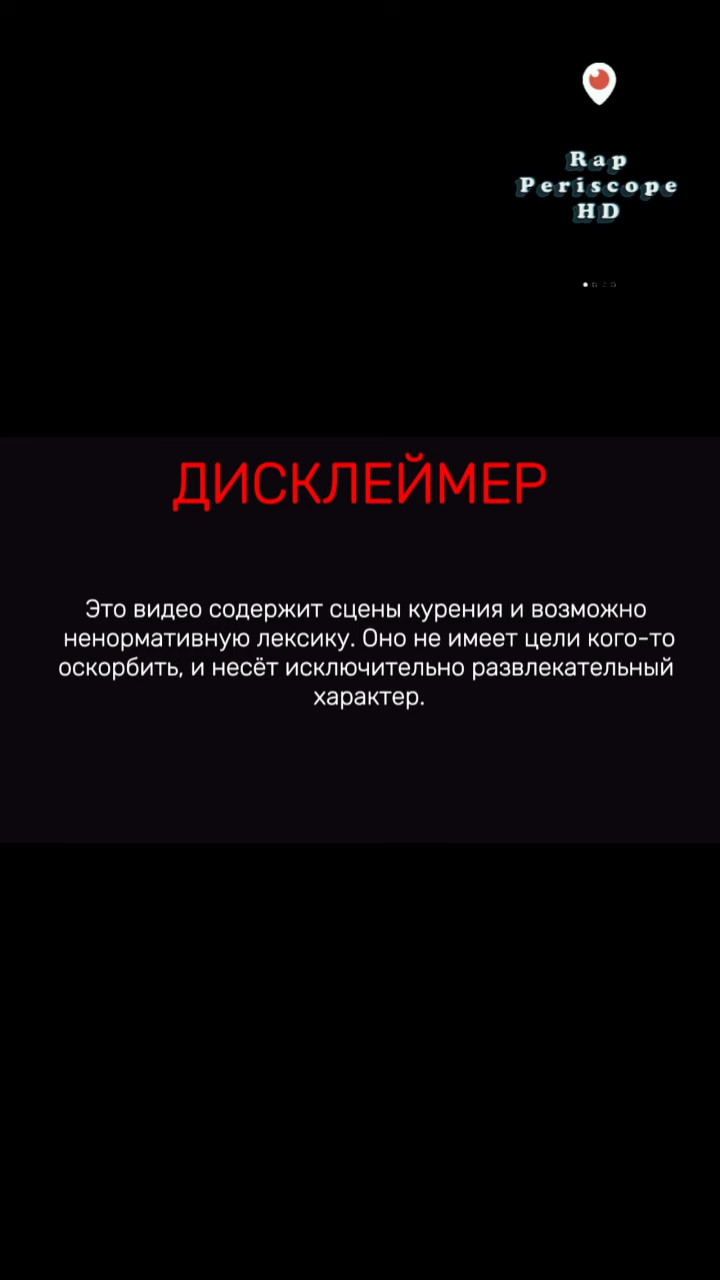 Rap
Periscope
HD
ДИСКЛЕЙМЕР
Это видео содержит сцены курения и возможно
ненормативную лексику. Оно не имеет цели кого-то
оскорбить, и несёт исключительно развлекательный
характер.